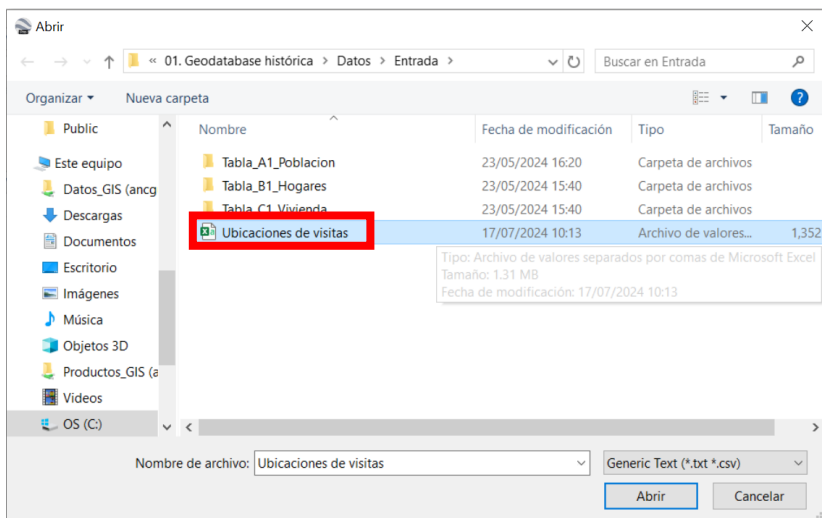 Abrir
« 01. Geodatabase histórica > Datos > Entrada >
Buscar en Entrada
Organizar
Nueva carpeta
Public
Este equipo
Datos_GIS (ancg
Descargas
Documentos
Escritorio
Imágenes
Música
Objetos 3D
Productos_GIS (a
Videos
OS (C:)
Nombre Fecha de modificación Tipo Tamaño
Tabla_A1_Poblacion 23/05/2024 16:20 Carpeta de archivos
Tabla_B1_Hogares 23/05/2024 15:40 Carpeta de archivos
Tabla_C1_Vivienda 23/05/2024 15:40 Carpeta de archivos
Ubicaciones de visitas 17/07/2024 10:13 Archivo de valores... 1,352
Tipo: Archivo de valores separados por comas de Microsoft Excel
Tamaño: 1.31 MB
Fecha de modificación: 17/07/2024 10:13
Nombre de archivo: Ubicaciones de visitas
Generic Text (*.txt *.csv)
Abrir
Cancelar